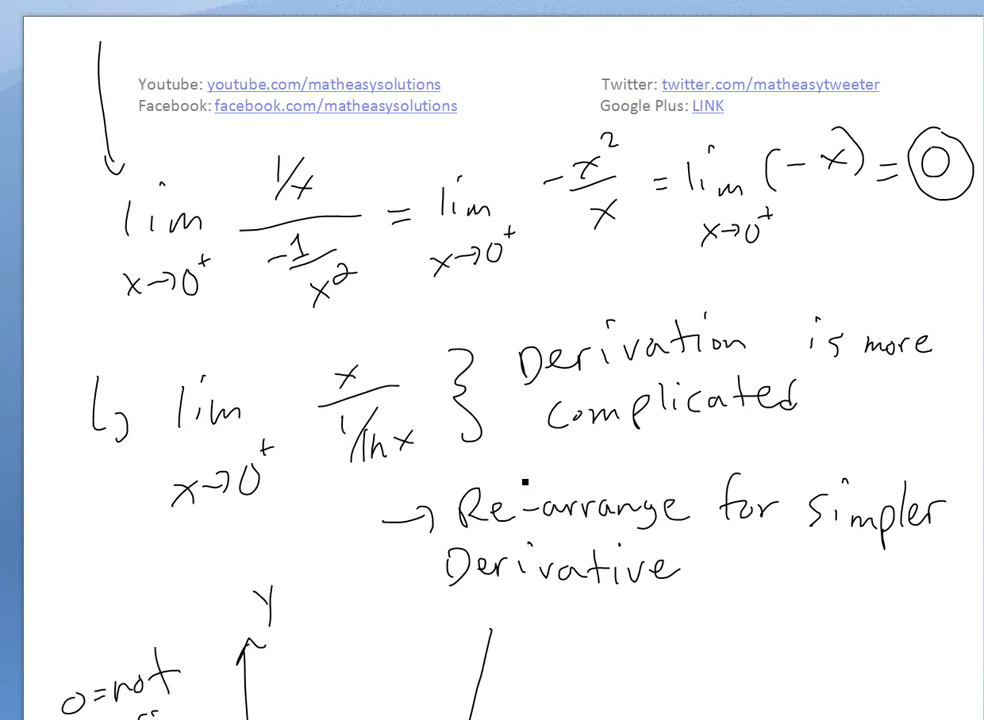 Youtube: youtube.com/matheasysolutions Twitter: twitter.com/matheasytweeter
Facebook: facebook.com/matheasysolutions Google Plus: LINK
lim x→0⁺ (1/x)/(-1/x²) = lim x→0⁺ -x²/x = lim x→0⁺ (-x) = 0
↳ lim x→0⁺ x/(1/ln x) } Derivation is more
complicated
→ Re-arrange for simpler
Derivative
Y
0=not